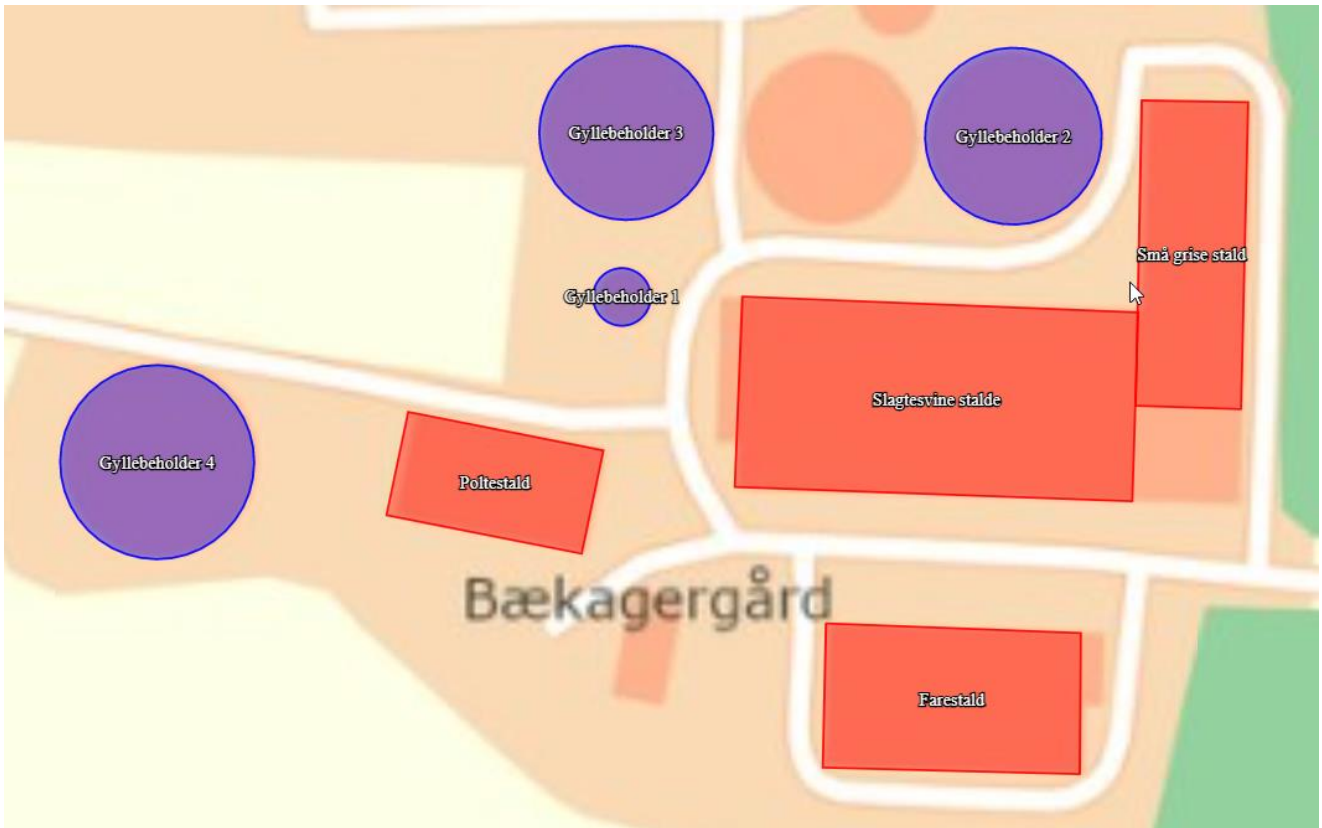 Gyllebeholder 3
Gyllebeholder 2
Små grise stald
Gyllebeholder 1
Slagtesvine stalde
Gyllebeholder 4
Poltestald
Bækagergård
Farestald